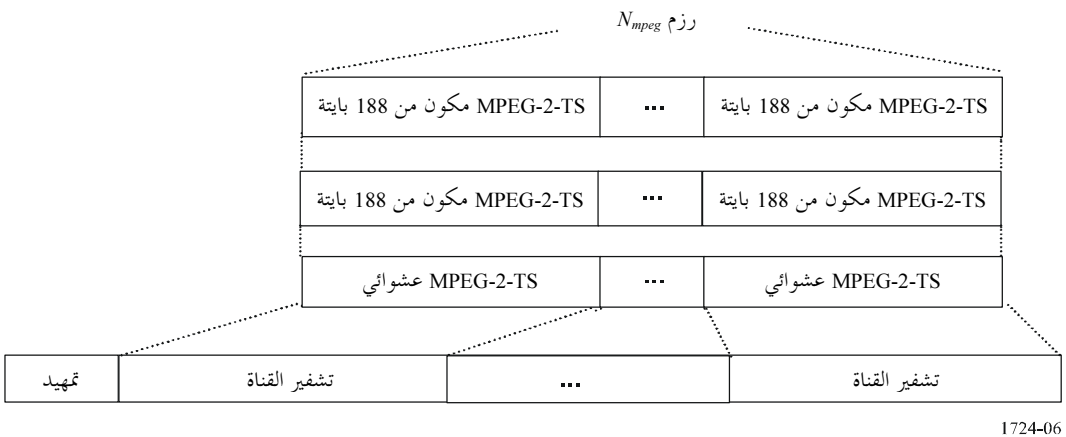 رزم Nmpeg
MPEG-2-TS مكون من 188 بايتة ... MPEG-2-TS مكون من 188 بايتة
MPEG-2-TS مكون من 188 بايتة ... MPEG-2-TS مكون من 188 بايتة
MPEG-2-TS عشوائي ... MPEG-2-TS عشوائي
تشفير القناة ... تشفير القناة تمهيد
1724-06